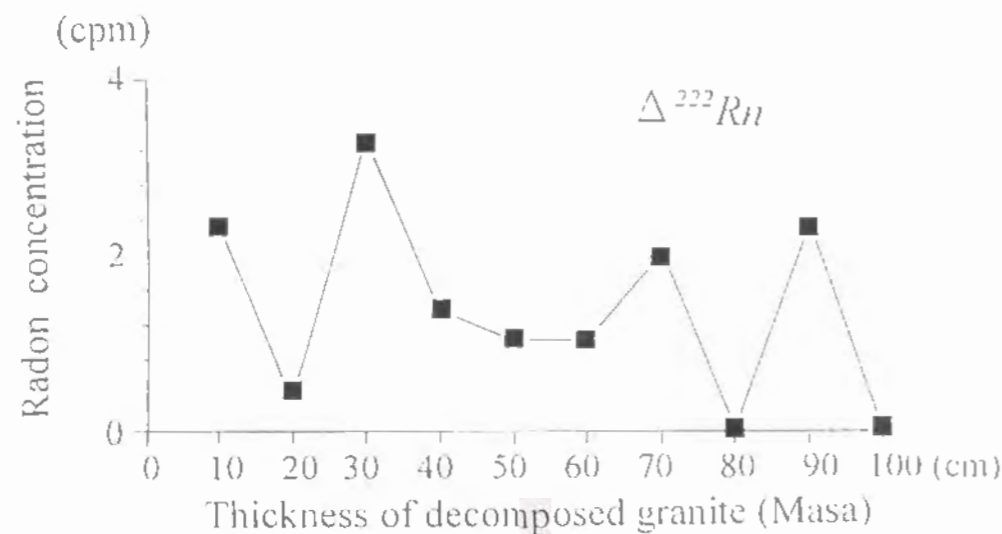 (cpm)
Radon concentration
4
2
0
Δ ²²²Rn
0 10 20 30 40 50 60 70 80 90 100 (cm)
Thickness of decomposed granite (Masa)